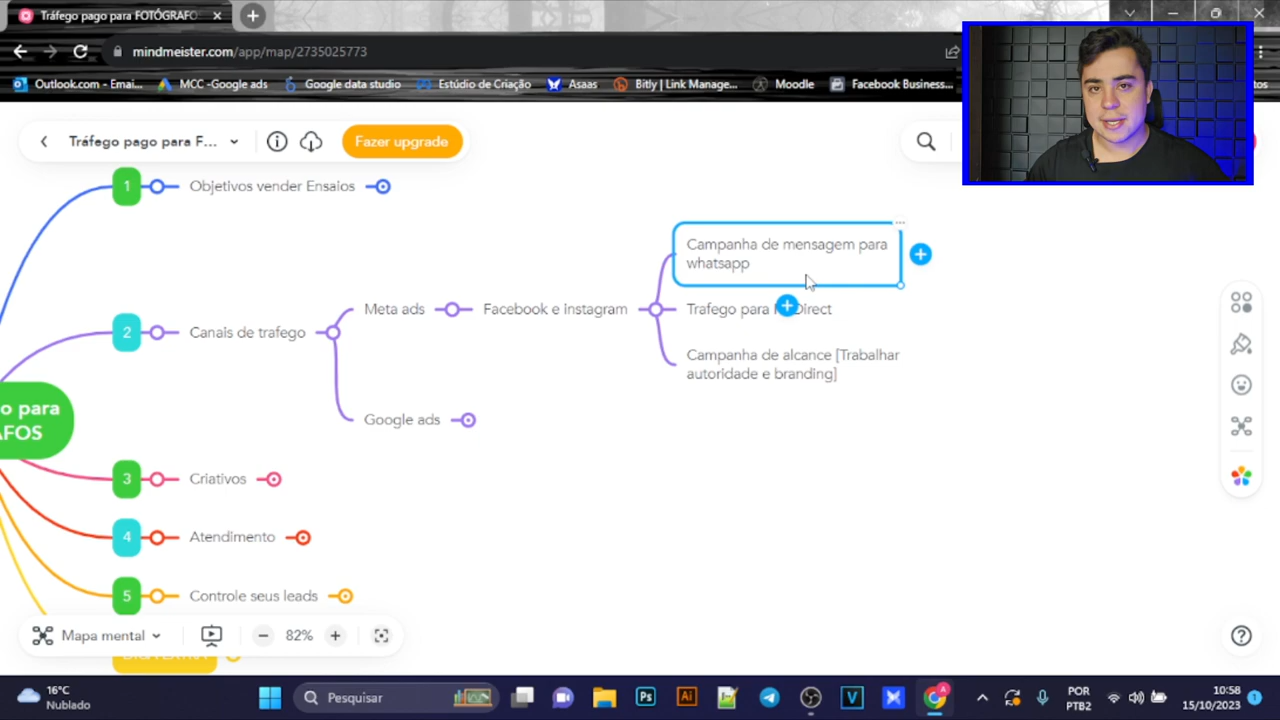 Tráfego pago para FOTÓGRAFO
mindmeister.com/app/map/2735025773
Outlook.com - Emai...
MCC -Google ads
Google data studio
Estúdio de Criação
Asaas
Bitly | Link Manage...
Moodle
Facebook Business...
Tráfego pago para F...
Fazer upgrade
1
Objetivos vender Ensaios
Campanha de mensagem para
whatsapp
2
Canais de trafego
Meta ads
Facebook e instagram
Trafego para
Direct
Campanha de alcance [Trabalhar
autoridade e branding]
Google ads
o para
AFOS
3
Criativos
4
Atendimento
5
Controle seus leads
Mapa mental
82%
16°C
Nublado
Pesquisar
Ps
Ai
V
A
POR
PTB2
10:58
15/10/2023
1